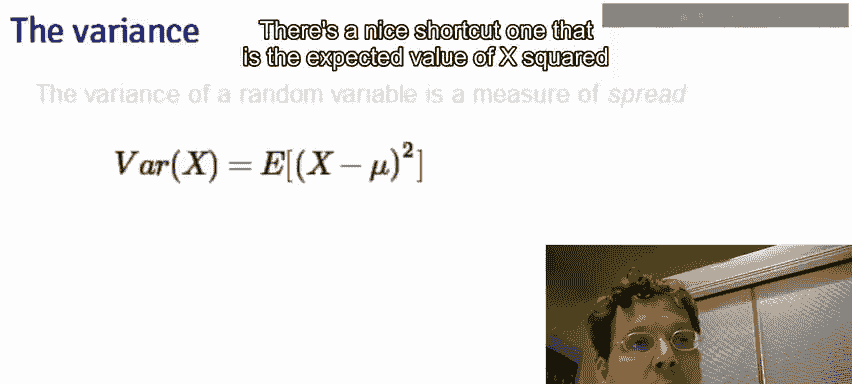 The variance
There's a nice shortcut one that
is the expected value of X squared
The variance of a random variable is a measure of spread
Var(X) = E[(X − μ)²]